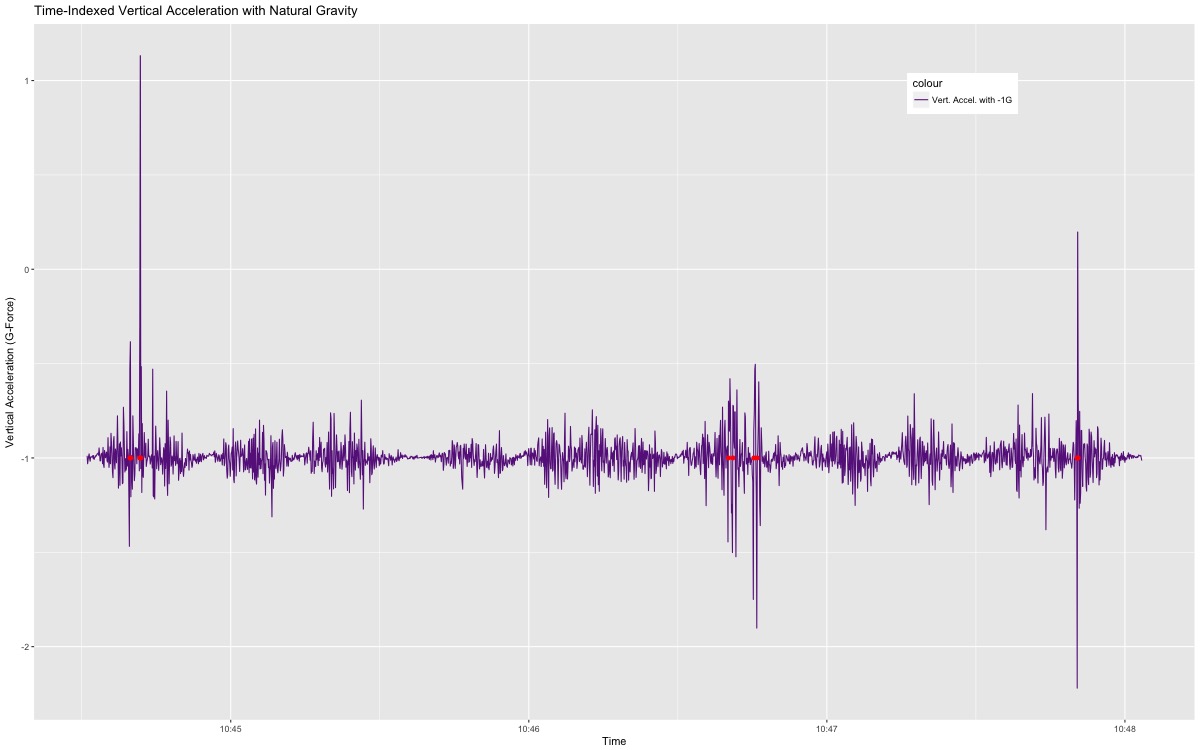 Time-Indexed Vertical Acceleration with Natural Gravity
colour
Vert. Accel. with -1G
Vertical Acceleration (G-Force)
1
0
-1
-2
10:45
10:46
10:47
10:48
Time